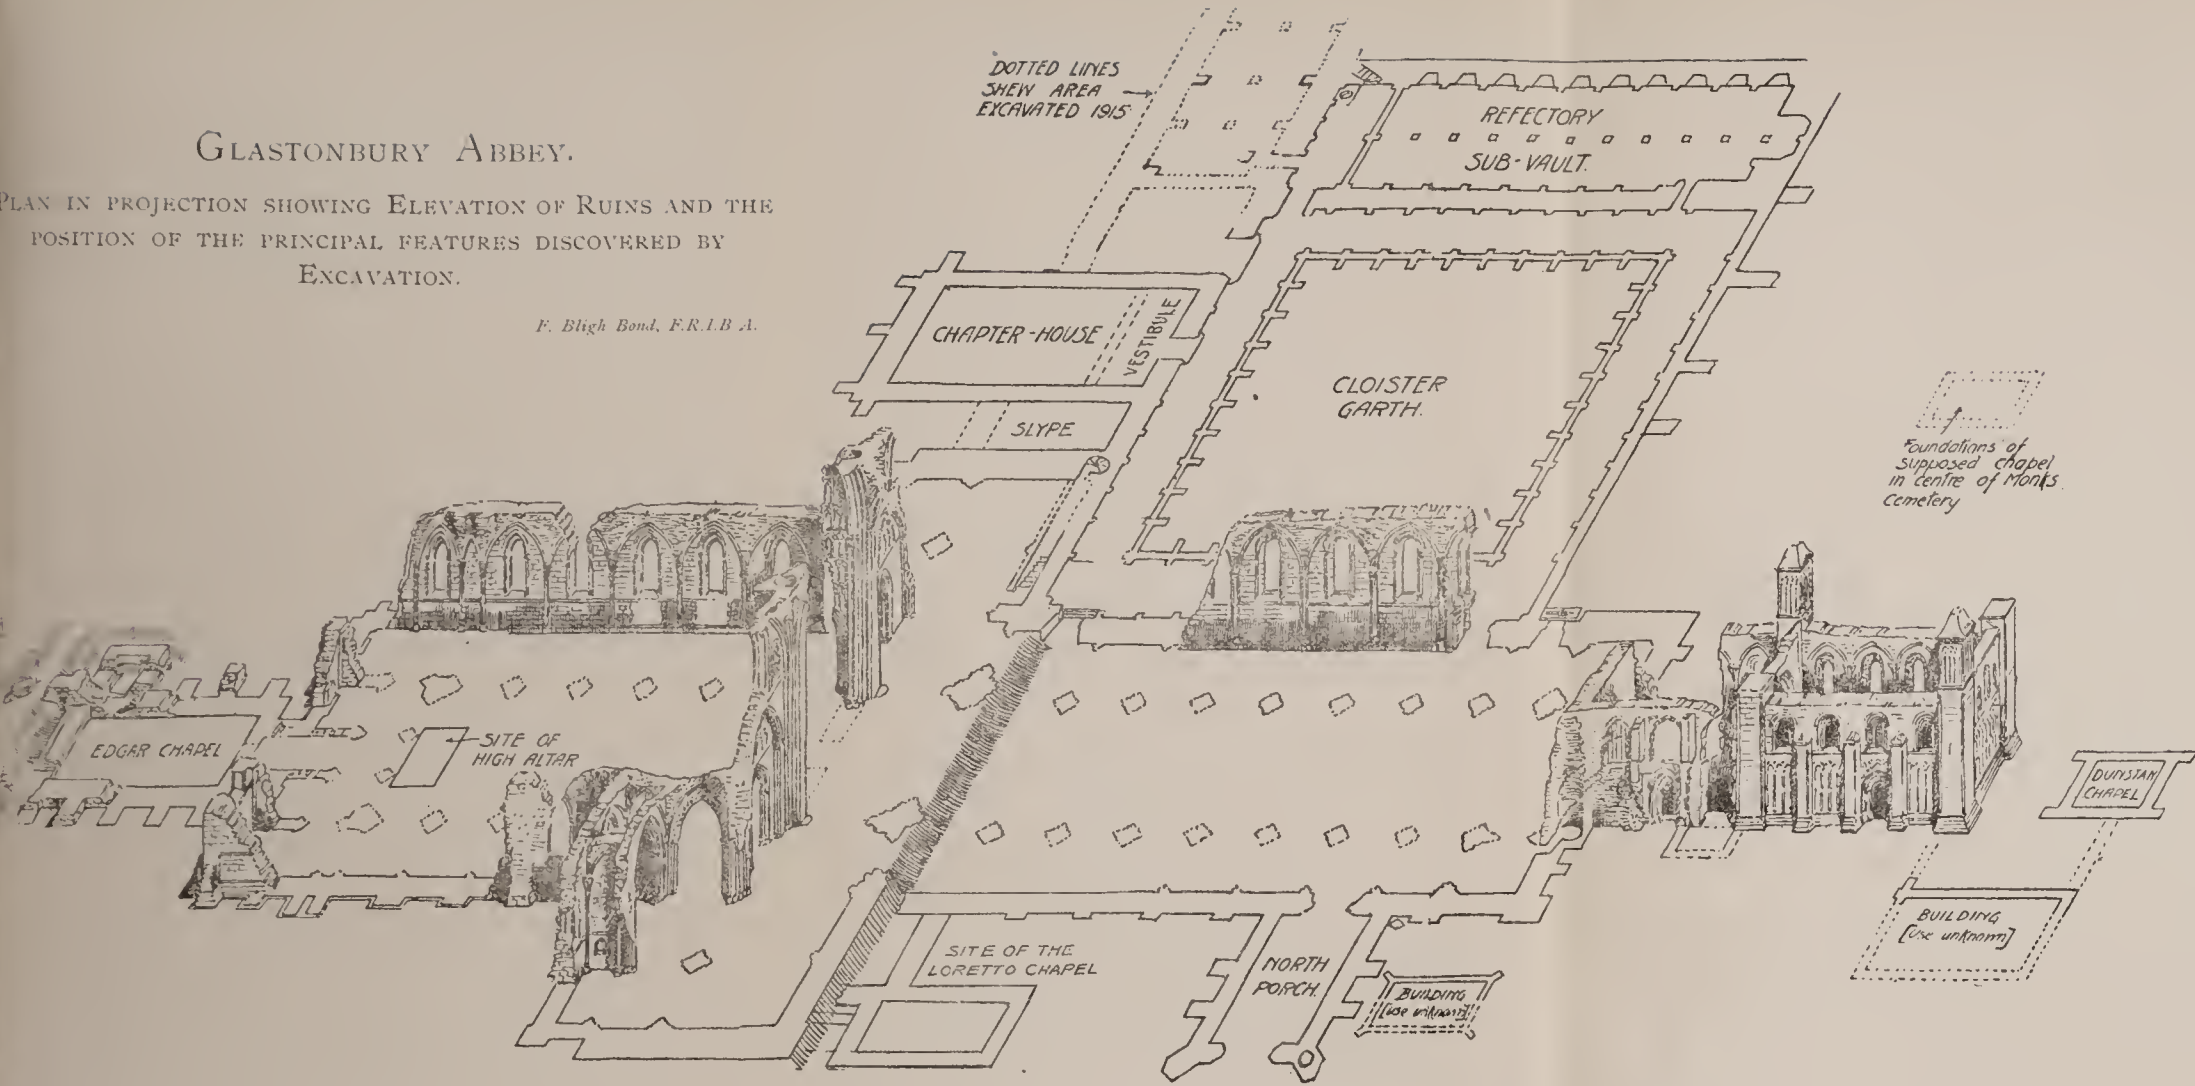 GLASTONBURY ABBEY.
PLAN IN PROJECTION SHOWING ELEVATION OF RUINS AND THE
POSITION OF THE PRINCIPAL FEATURES DISCOVERED BY
EXCAVATION.
F. Bligh Bond, F.R.I.B A.
DOTTED LINES
SHEW AREA
EXCAVATED 1915
REFECTORY
SUB-VAULT.
CHAPTER-HOUSE
VESTIBULE
SLYPE
CLOISTER
GARTH.
Foundations of
supposed chapel
in centre of Monks
Cemetery
EDGAR CHAPEL
SITE OF
HIGH ALTAR
DUNSTAN
CHAPEL
BUILDING
[use unknown]
SITE OF THE
LORETTO CHAPEL
NORTH
PORCH.
BUILDING
[use unknown]